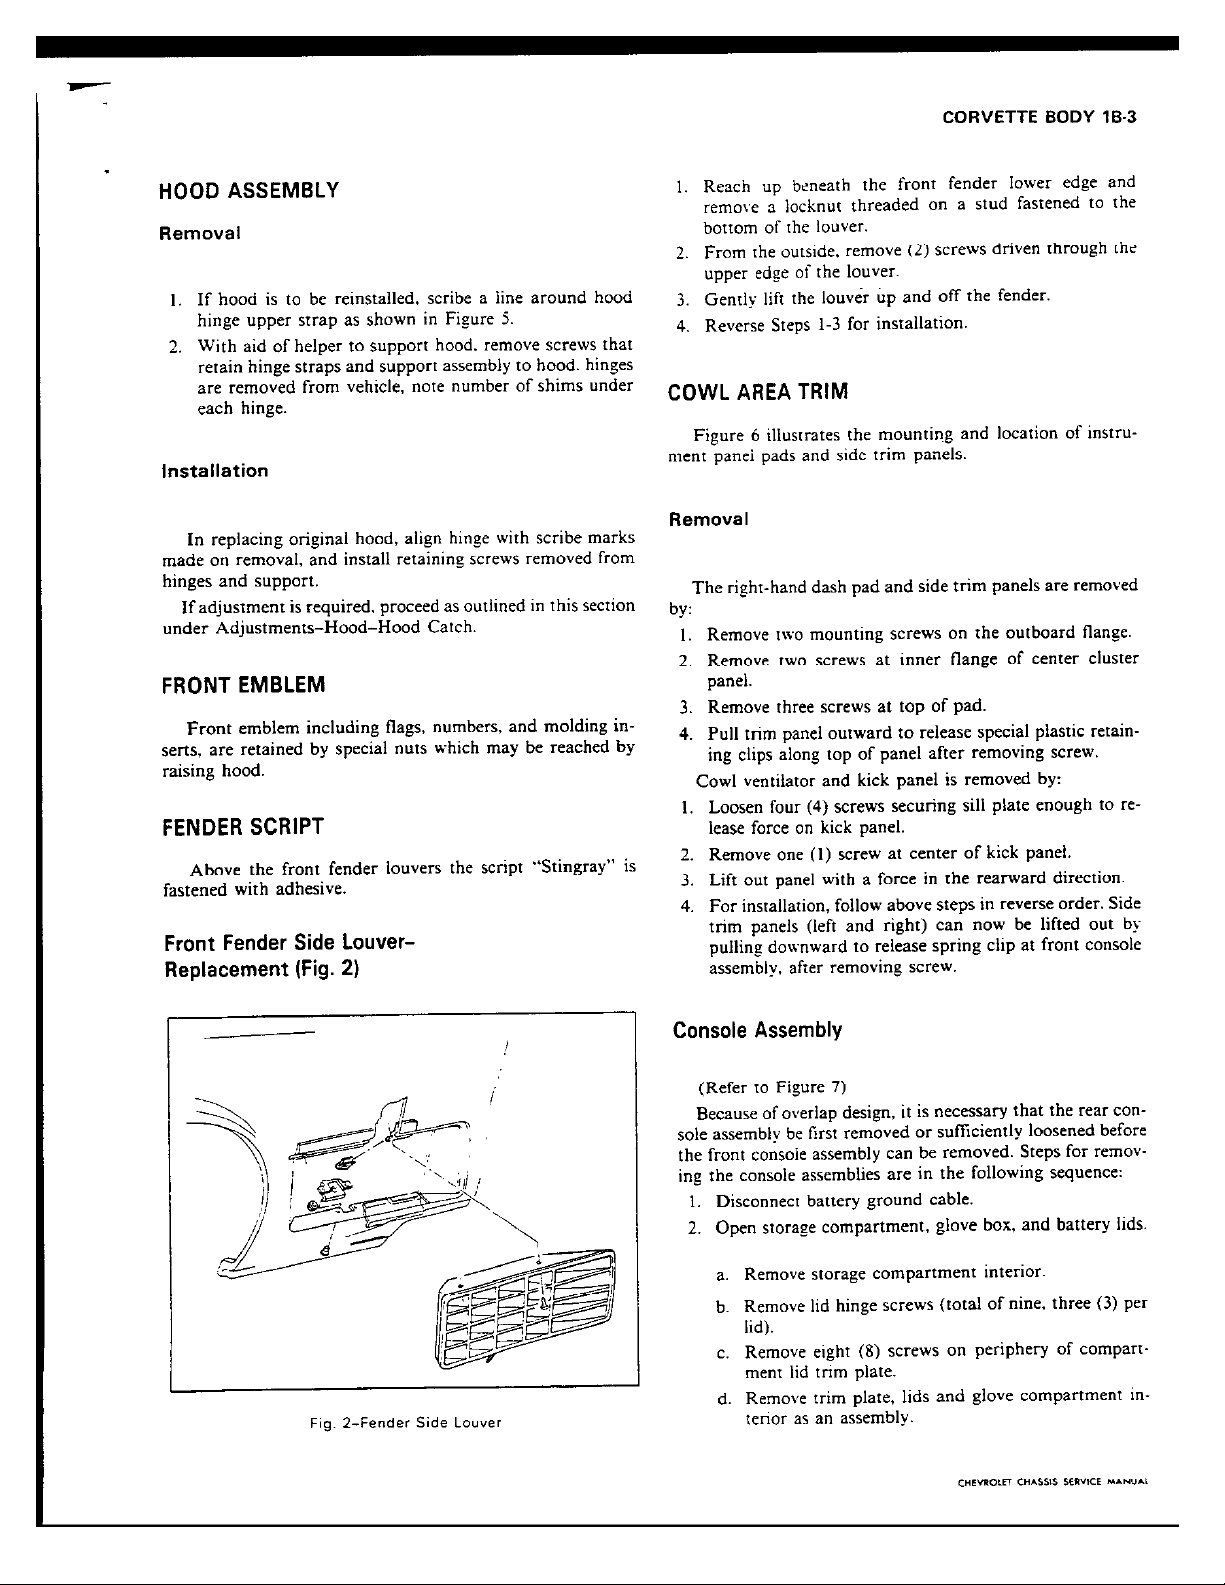 CORVETTE BODY 1B-3
HOOD ASSEMBLY
Removal
1. If hood is to be reinstalled, scribe a line around hood
hinge upper strap as shown in Figure 5.
2. With aid of helper to support hood. remove screws that
retain hinge straps and support assembly to hood. hinges
are removed from vehicle, note number of shims under
each hinge.
Installation
In replacing original hood, align hinge with scribe marks
made on removal, and install retaining screws removed from
hinges and support.
If adjustment is required, proceed as outlined in this section
under Adjustments-Hood-Hood Catch.
FRONT EMBLEM
Front emblem including flags, numbers, and molding in-
serts, are retained by special nuts which may be reached by
raising hood.
FENDER SCRIPT
Above the front fender louvers the script "Stingray" is
fastened with adhesive.
Front Fender Side Louver-
Replacement (Fig. 2)
Fig. 2-Fender Side Louver
1. Reach up beneath the front fender lower edge and
remove a locknut threaded on a stud fastened to the
bottom of the louver.
2. From the outside, remove (2) screws driven through the
upper edge of the louver.
3. Gently lift the louver up and off the fender.
4. Reverse Steps 1-3 for installation.
COWL AREA TRIM
Figure 6 illustrates the mounting and location of instru-
ment panel pads and side trim panels.
Removal
The right-hand dash pad and side trim panels are removed
by:
1. Remove two mounting screws on the outboard flange.
2. Remove two screws at inner flange of center cluster
panel.
3. Remove three screws at top of pad.
4. Pull trim panel outward to release special plastic retain-
ing clips along top of panel after removing screw.
Cowl ventilator and kick panel is removed by:
1. Loosen four (4) screws securing sill plate enough to re-
lease force on kick panel.
2. Remove one (1) screw at center of kick panel.
3. Lift out panel with a force in the rearward direction.
4. For installation, follow above steps in reverse order. Side
trim panels (left and right) can now be lifted out by
pulling downward to release spring clip at front console
assembly, after removing screw.
Console Assembly
(Refer to Figure 7)
Because of overlap design, it is necessary that the rear con-
sole assembly be first removed or sufficiently loosened before
the front console assembly can be removed. Steps for remov-
ing the console assemblies are in the following sequence:
1. Disconnect battery ground cable.
2. Open storage compartment, glove box, and battery lids.
a. Remove storage compartment interior.
b. Remove lid hinge screws (total of nine, three (3) per
lid).
c. Remove eight (8) screws on periphery of compart-
ment lid trim plate.
d. Remove trim plate, lids and glove compartment in-
terior as an assembly.
CHEVROLET CHASSIS SERVICE MANUAL